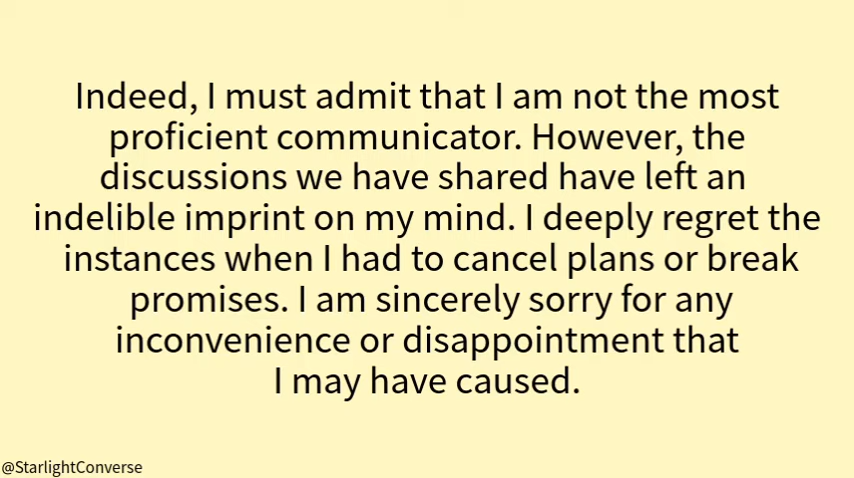 Indeed, I must admit that I am not the most
proficient communicator. However, the
discussions we have shared have left an
indelible imprint on my mind. I deeply regret the
instances when I had to cancel plans or break
promises. I am sincerely sorry for any
inconvenience or disappointment that
I may have caused.
@StarlightConverse